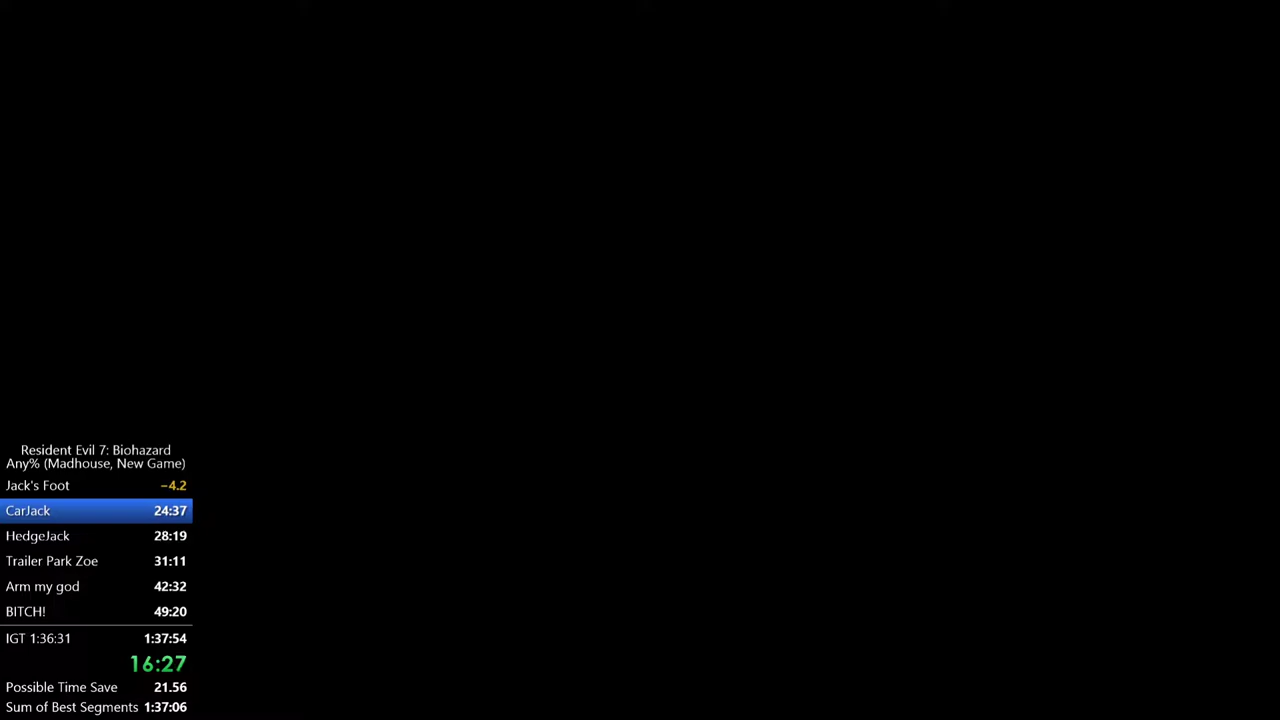 Resident Evil 7: Biohazard
Any% (Madhouse, New Game)
Jack's Foot −4.2
CarJack 24:37
HedgeJack 28:19
Trailer Park Zoe 31:11
Arm my god 42:32
BITCH! 49:20
IGT 1:36:31 1:37:54
16:27
Possible Time Save 21.56
Sum of Best Segments 1:37:06